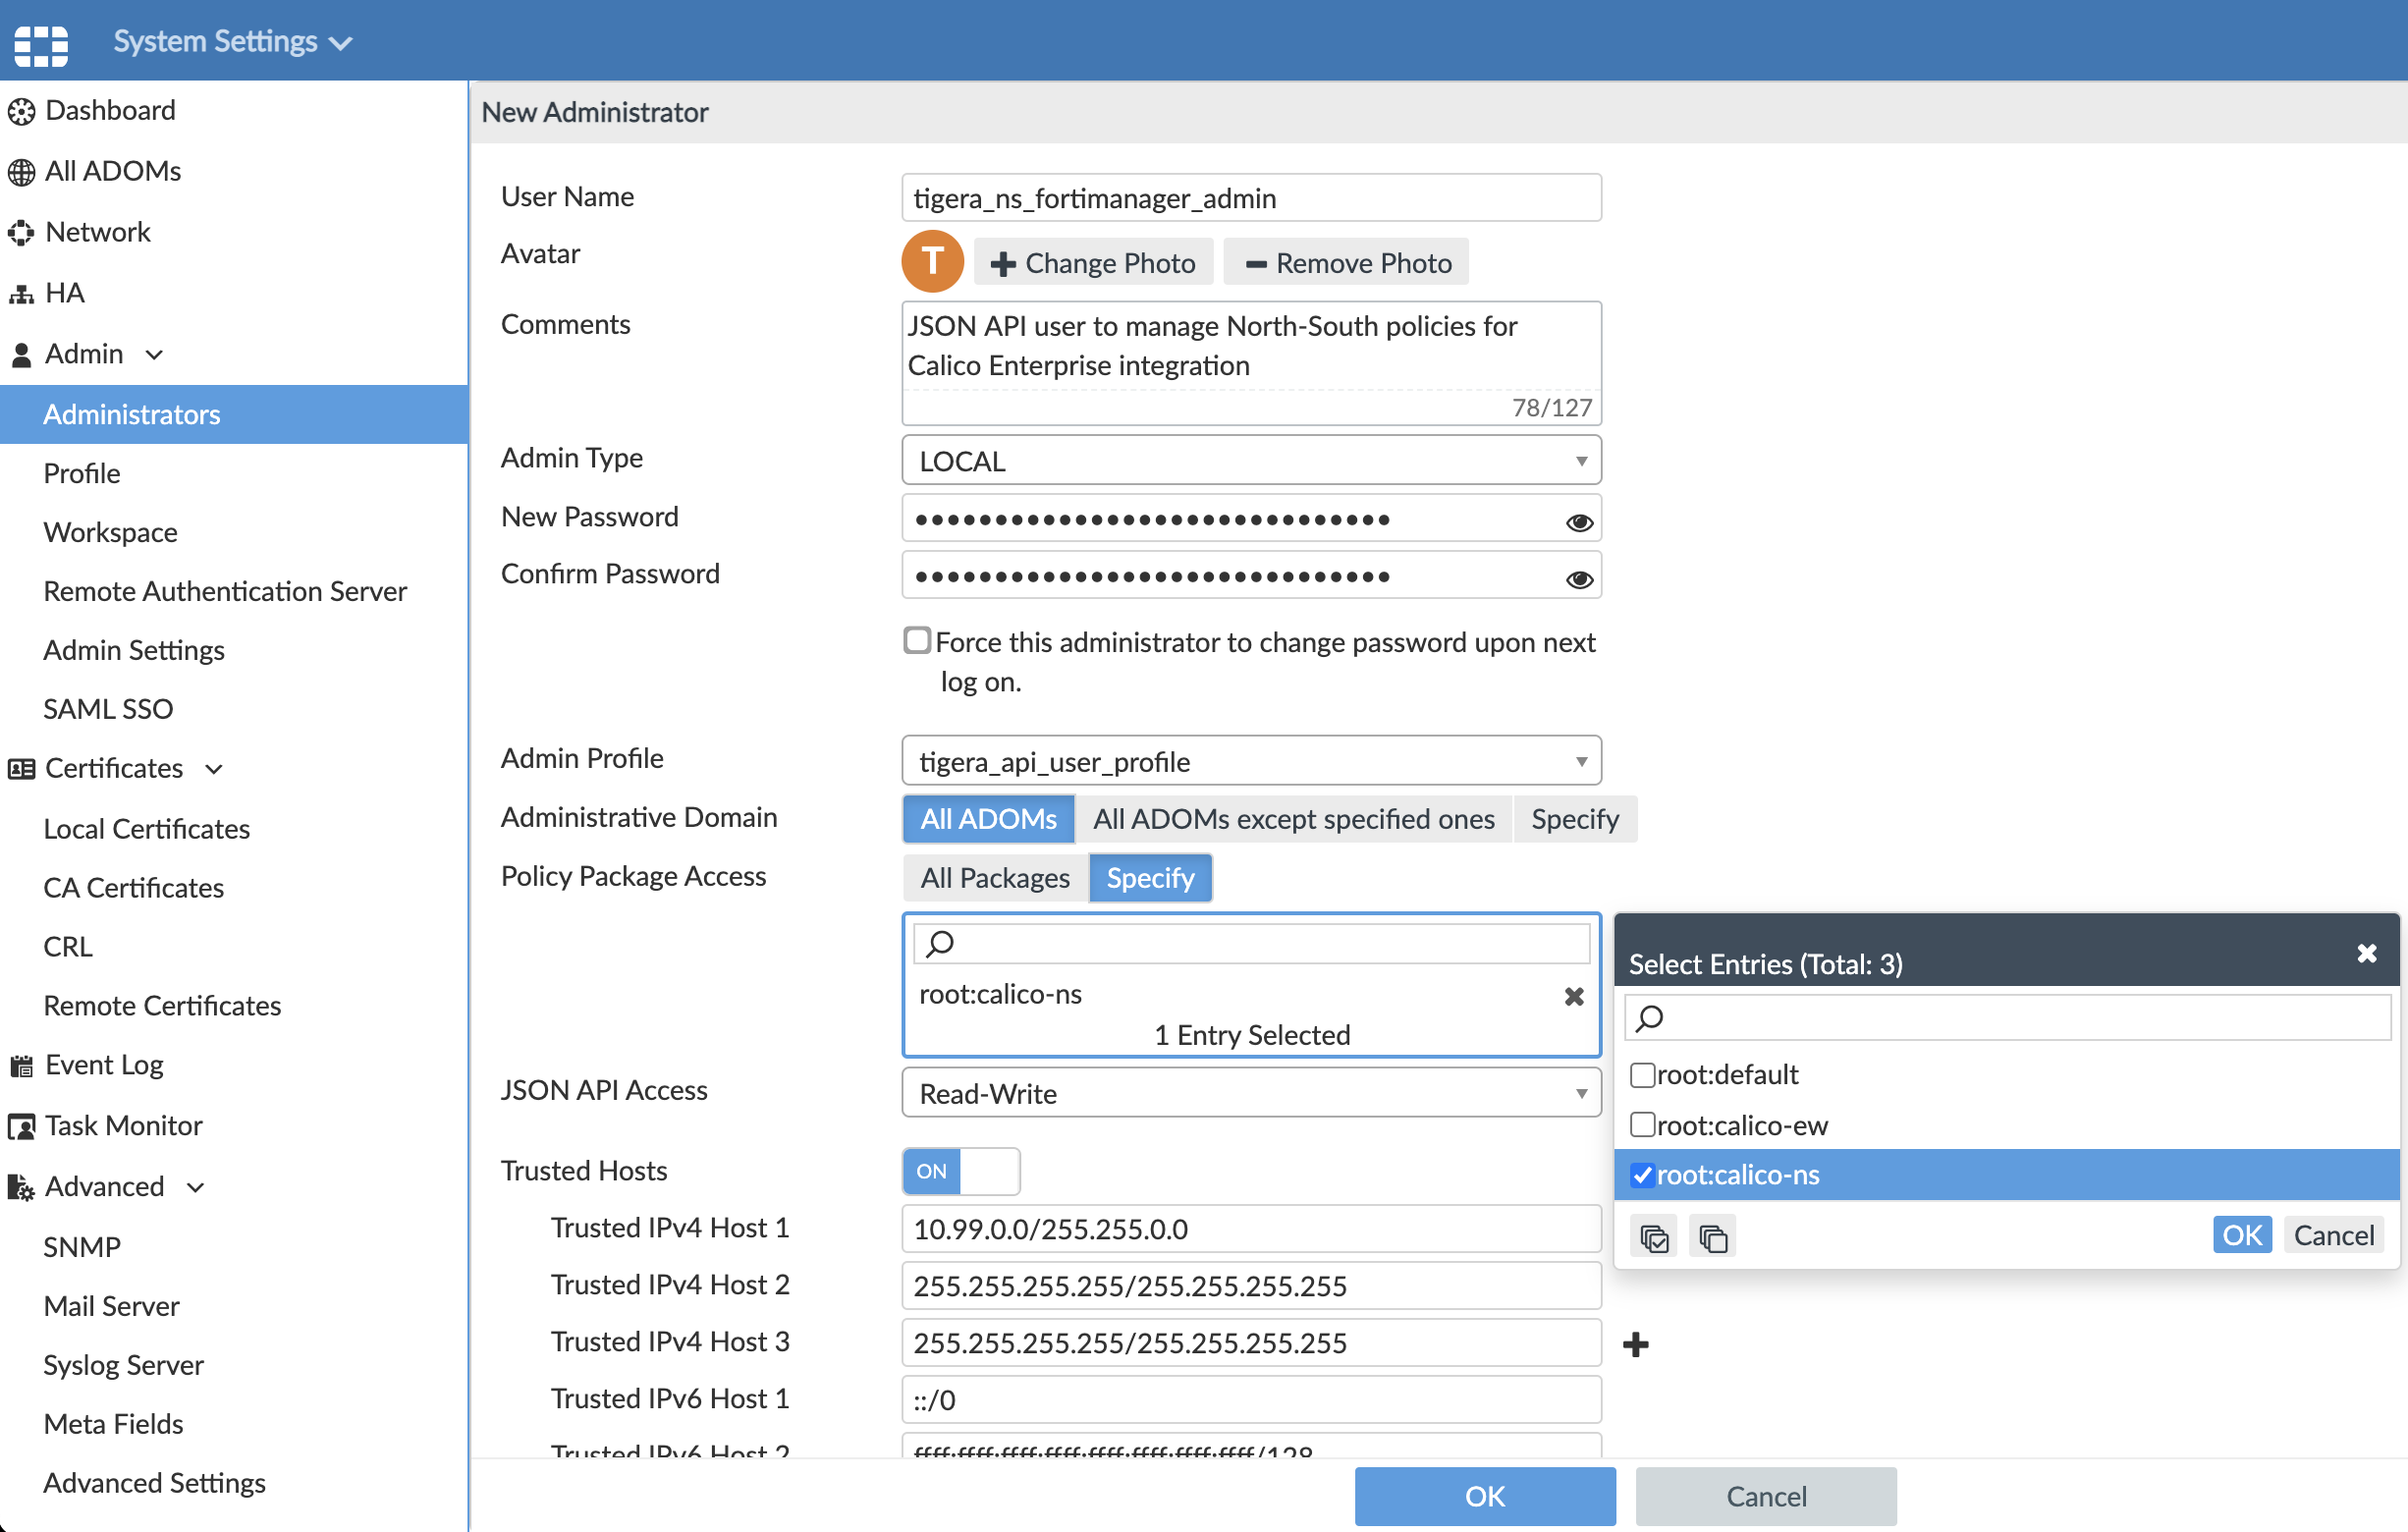 System Settings
Dashboard
All ADOMs
Network
HA
Admin
Administrators
Profile
Workspace
Remote Authentication Server
Admin Settings
SAML SSO
Certificates
Local Certificates
CA Certificates
CRL
Remote Certificates
Event Log
Task Monitor
Advanced
SNMP
Mail Server
Syslog Server
Meta Fields
Advanced Settings
New Administrator
User Name
tigera_ns_fortimanager_admin
Avatar
T
Change Photo
Remove Photo
Comments
JSON API user to manage North-South policies for
Calico Enterprise integration
78/127
Admin Type
LOCAL
New Password
Confirm Password
Force this administrator to change password upon next
log on.
Admin Profile
tigera_api_user_profile
Administrative Domain
All ADOMs
All ADOMs except specified ones
Specify
Policy Package Access
All Packages
Specify
root:calico-ns
1 Entry Selected
JSON API Access
Read-Write
Trusted Hosts
ON
Trusted IPv4 Host 1
10.99.0.0/255.255.0.0
Trusted IPv4 Host 2
255.255.255.255/255.255.255.255
Trusted IPv4 Host 3
255.255.255.255/255.255.255.255
Trusted IPv6 Host 1
::/0
Trusted IPv6 Host 2
ffff:ffff:ffff:ffff:ffff:ffff:ffff:ffff/128
Select Entries (Total: 3)
root:default
root:calico-ew
root:calico-ns
OK
Cancel
OK
Cancel